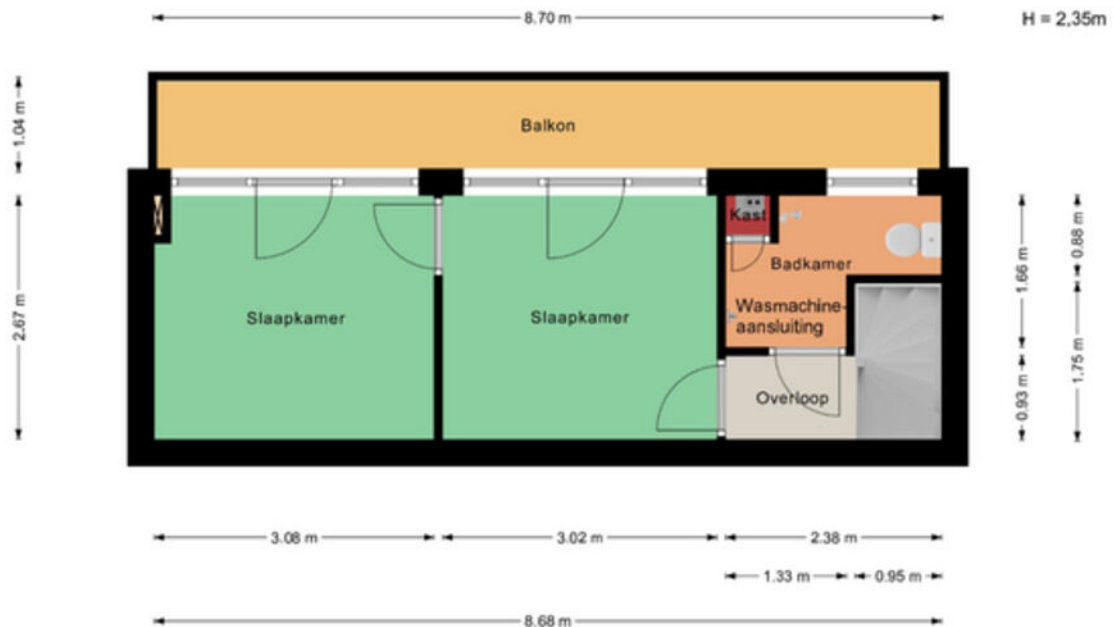 8.70 m
H = 2,35m
1.04 m
Balkon
2.67 m
Slaapkamer
Slaapkamer
Kast
Badkamer
Wasmachine-
aansluiting
Overloop
1.66 m
0.88 m
0.93 m
1.75 m
3.08 m
3.02 m
2.38 m
1.33 m
0.95 m
8.68 m